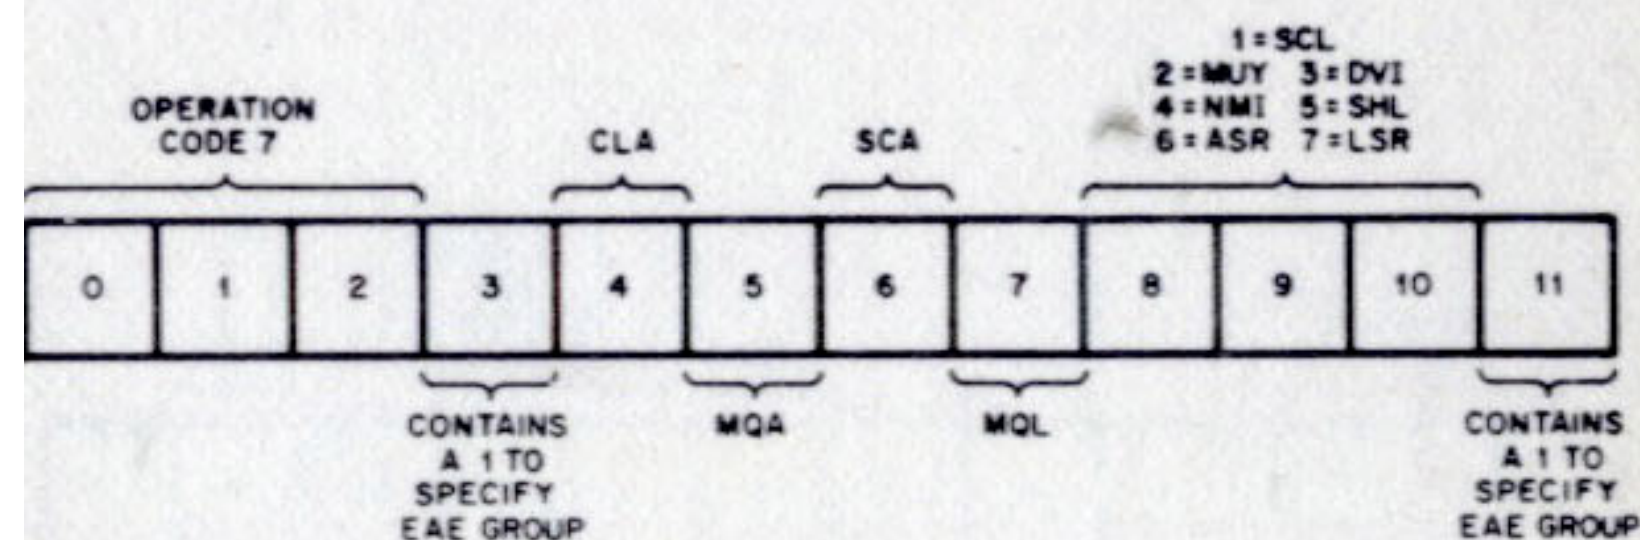 1 = SCL
2 = MUY 3 = DVI
4 = NMI 5 = SHL
6 = ASR 7 = LSR
OPERATION
CODE 7
CLA
SCA
0 1 2 3 4 5 6 7 8 9 10 11
CONTAINS
A 1 TO
SPECIFY
EAE GROUP
MQA
MQL
CONTAINS
A 1 TO
SPECIFY
EAE GROUP